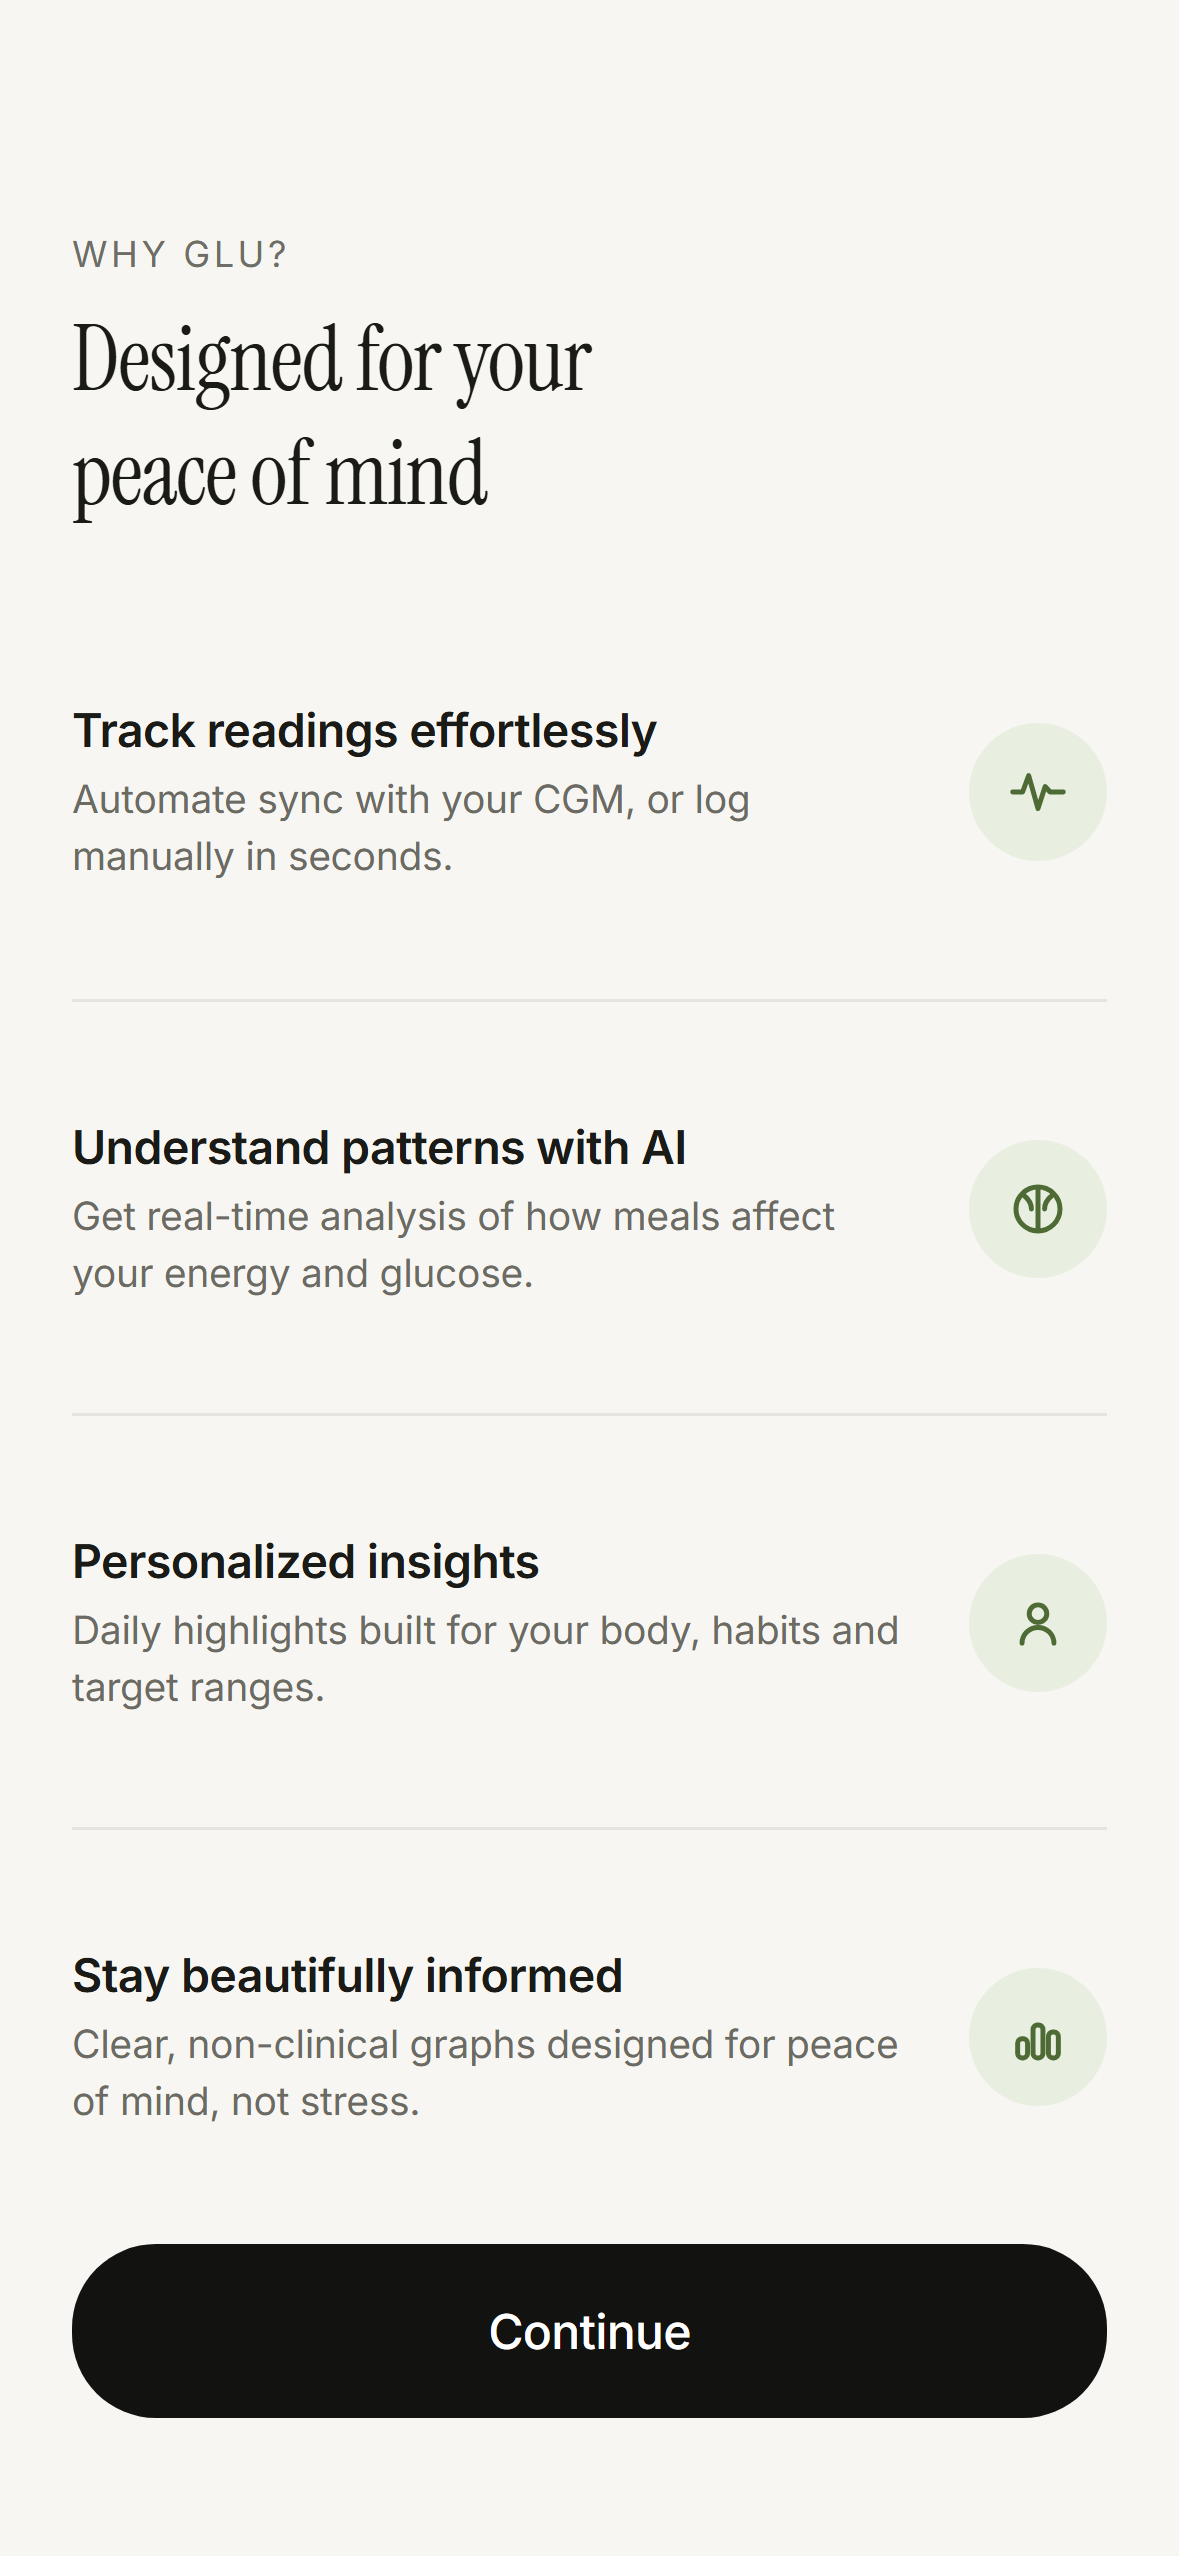 WHY GLU?
Designed for your
peace of mind
Track readings effortlessly
Automate sync with your CGM, or log
manually in seconds.
Understand patterns with AI
Get real-time analysis of how meals affect
your energy and glucose.
Personalized insights
Daily highlights built for your body, habits and
target ranges.
Stay beautifully informed
Clear, non-clinical graphs designed for peace
of mind, not stress.
Continue